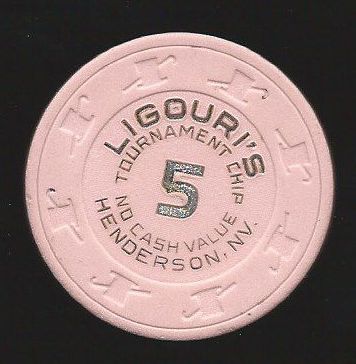 LIGOURI'S
TOURNAMENT CHIP
5
NO CASH VALUE
HENDERSON, NV.